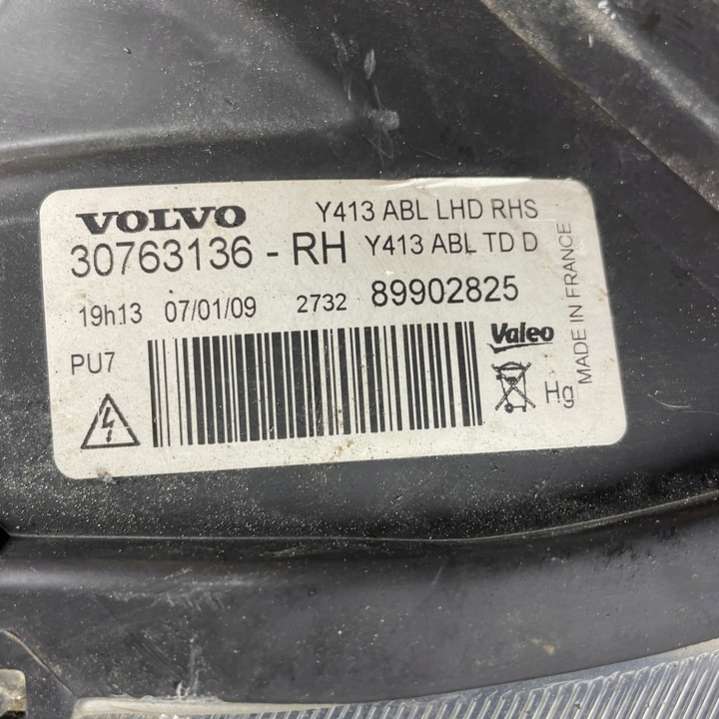 VOLVO Y413 ABL LHD RHS
30763136 - RH Y413 ABL TD D
19h13 07/01/09 2732 89902825
PU7
Valeo
Hg
MADE IN FRANCE